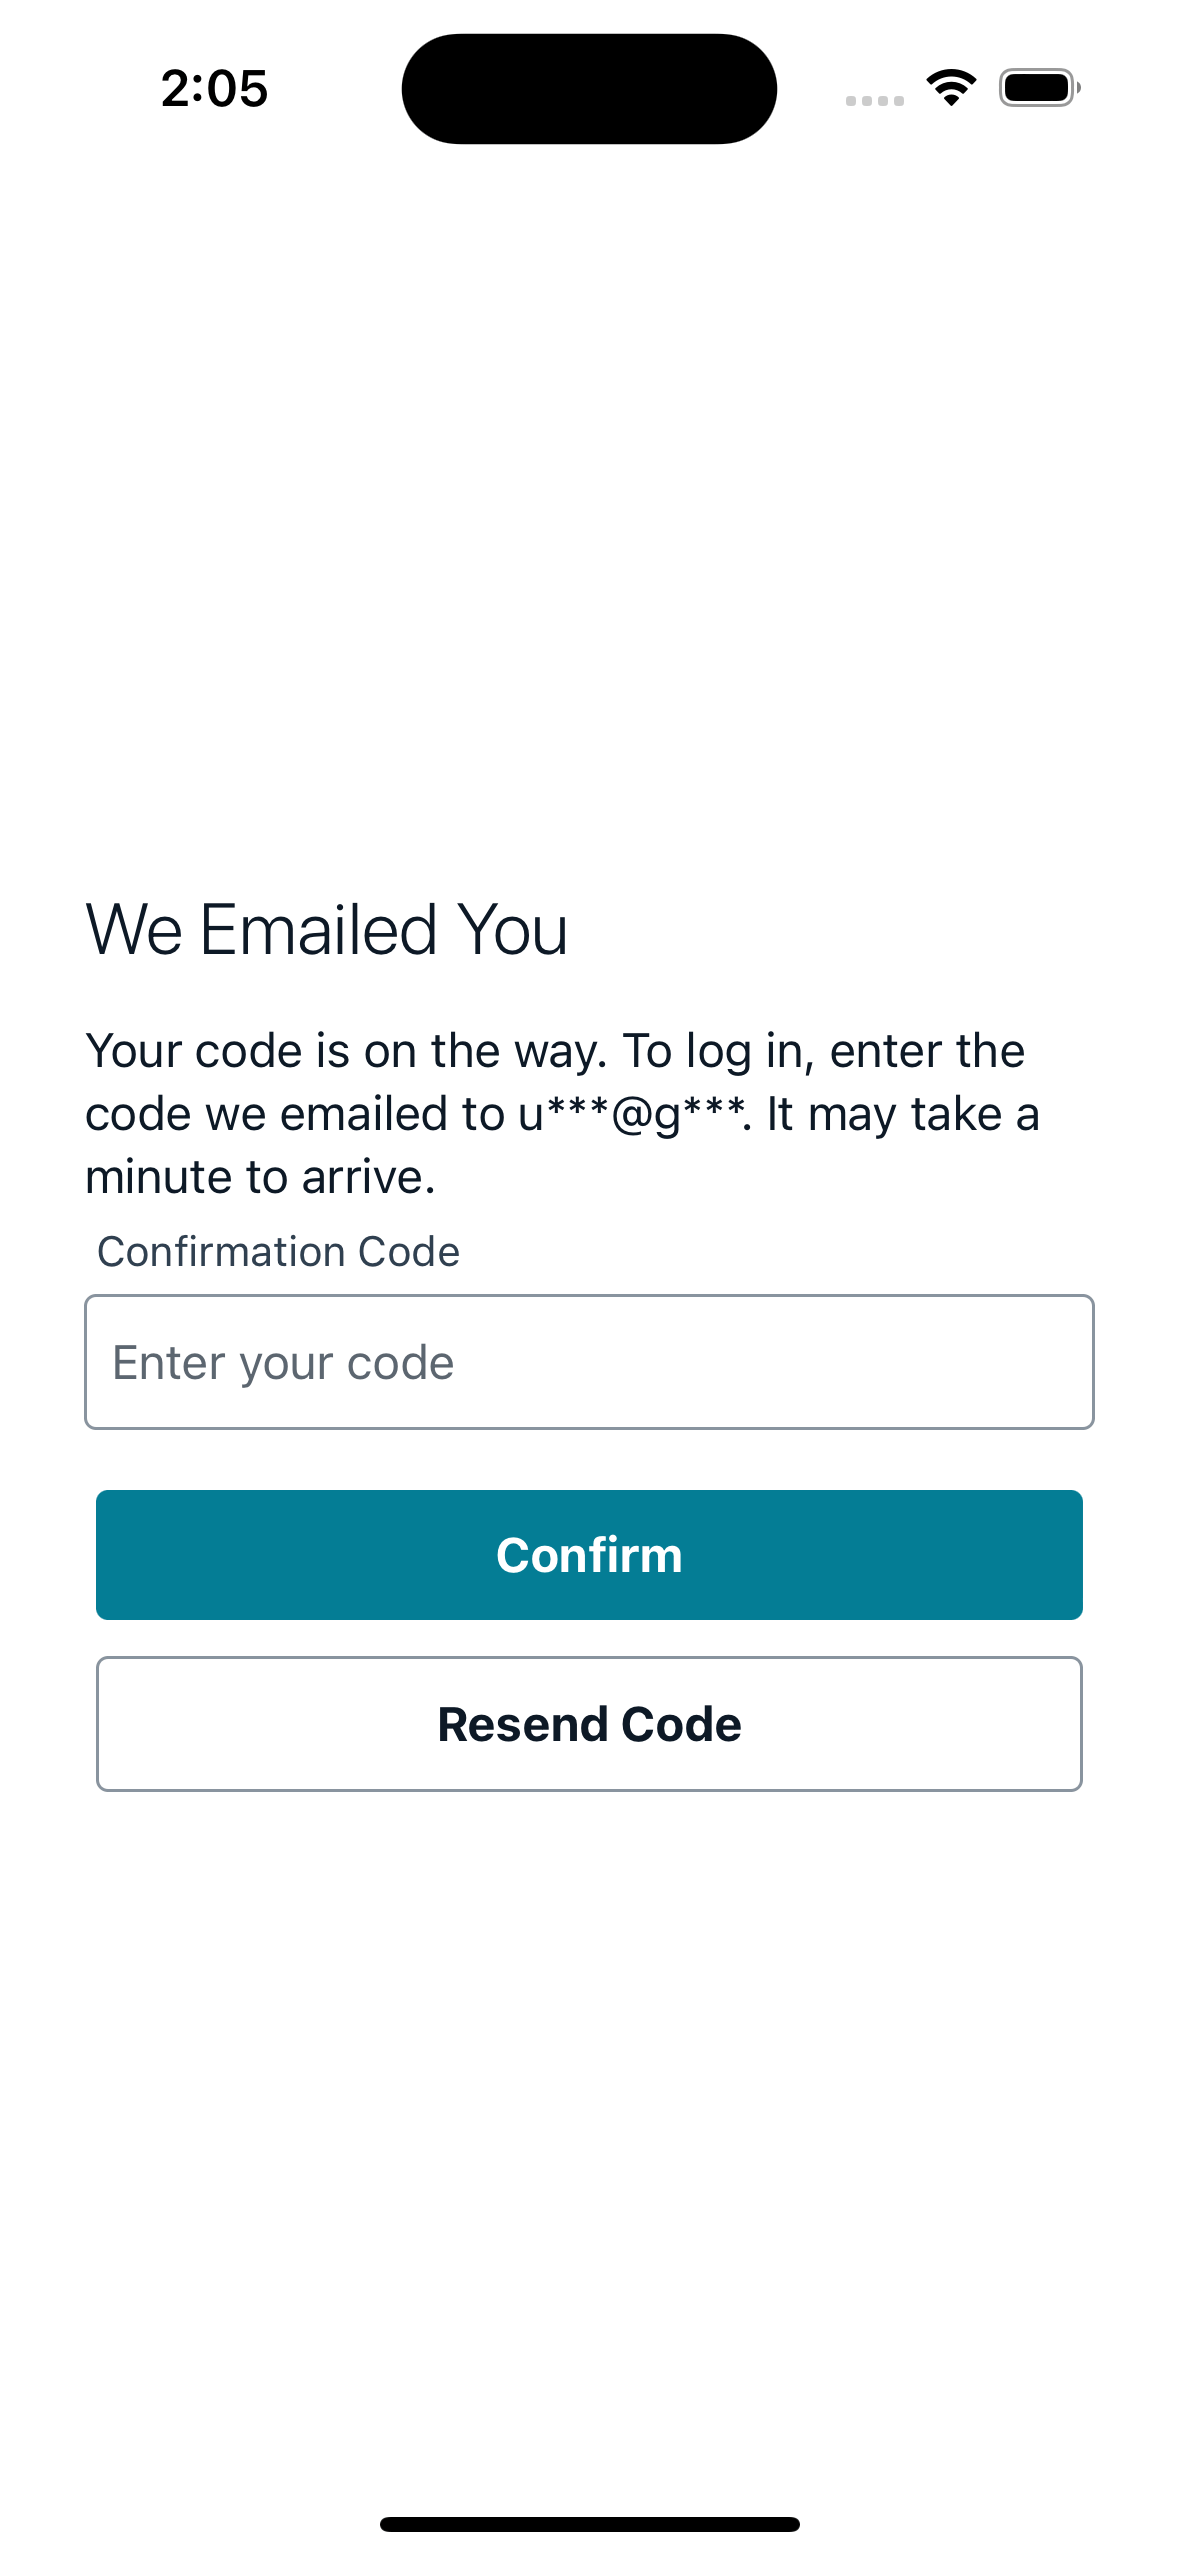 2:05
We Emailed You
Your code is on the way. To log in, enter the
code we emailed to u***@g***. It may take a
minute to arrive.
Confirmation Code
Enter your code
Confirm
Resend Code